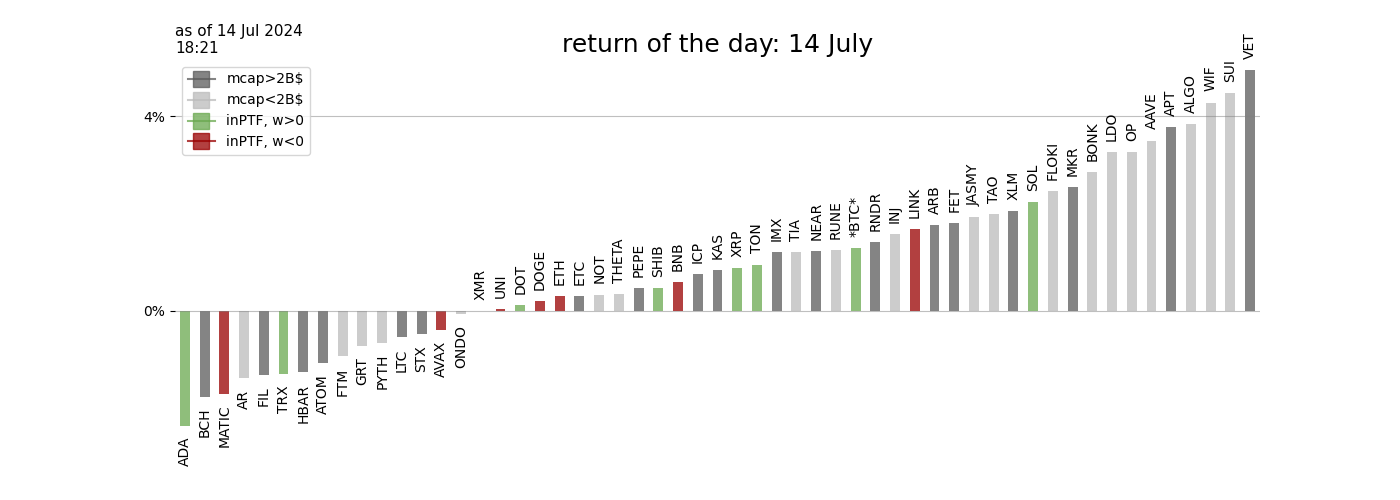 as of 14 Jul 2024
18:21
return of the day: 14 July
mcap>2B$
mcap<2B$
inPTF, w>0
inPTF, w<0
4%
0%
ADA
BCH
MATIC
AR
FIL
TRX
HBAR
ATOM
FTM
GRT
PYTH
LTC
STX
AVAX
ONDO
XMR
UNI
DOT
DOGE
ETH
ETC
NOT
THETA
PEPE
SHIB
BNB
ICP
KAS
XRP
TON
IMX
TIA
NEAR
RUNE
*BTC*
RNDR
INJ
LINK
ARB
FET
JASMY
TAO
XLM
SOL
FLOKI
MKR
BONK
LDO
OP
AAVE
APT
ALGO
WIF
SUI
VET